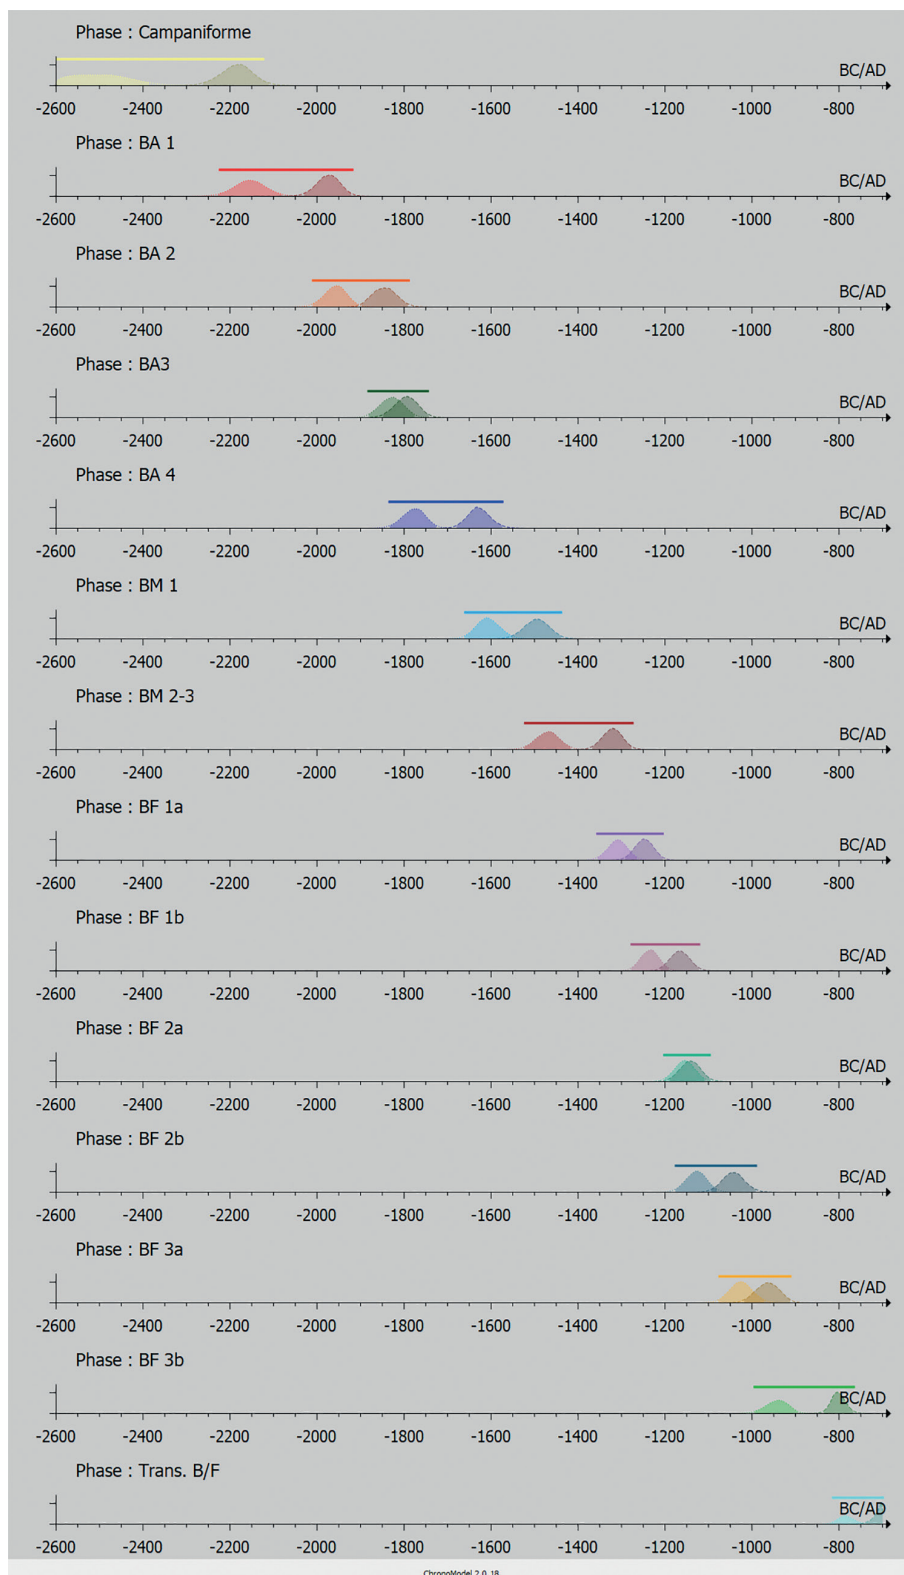 Phase : Campaniforme
BC/AD
-2600 -2400 -2200 -2000 -1800 -1600 -1400 -1200 -1000 -800
Phase : BA 1
BC/AD
-2600 -2400 -2200 -2000 -1800 -1600 -1400 -1200 -1000 -800
Phase : BA 2
BC/AD
-2600 -2400 -2200 -2000 -1800 -1600 -1400 -1200 -1000 -800
Phase : BA3
BC/AD
-2600 -2400 -2200 -2000 -1800 -1600 -1400 -1200 -1000 -800
Phase : BA 4
BC/AD
-2600 -2400 -2200 -2000 -1800 -1600 -1400 -1200 -1000 -800
Phase : BM 1
BC/AD
-2600 -2400 -2200 -2000 -1800 -1600 -1400 -1200 -1000 -800
Phase : BM 2-3
BC/AD
-2600 -2400 -2200 -2000 -1800 -1600 -1400 -1200 -1000 -800
Phase : BF 1a
BC/AD
-2600 -2400 -2200 -2000 -1800 -1600 -1400 -1200 -1000 -800
Phase : BF 1b
BC/AD
-2600 -2400 -2200 -2000 -1800 -1600 -1400 -1200 -1000 -800
Phase : BF 2a
BC/AD
-2600 -2400 -2200 -2000 -1800 -1600 -1400 -1200 -1000 -800
Phase : BF 2b
BC/AD
-2600 -2400 -2200 -2000 -1800 -1600 -1400 -1200 -1000 -800
Phase : BF 3a
BC/AD
-2600 -2400 -2200 -2000 -1800 -1600 -1400 -1200 -1000 -800
Phase : BF 3b
BC/AD
-2600 -2400 -2200 -2000 -1800 -1600 -1400 -1200 -1000 -800
Phase : Trans. B/F
BC/AD
-2600 -2400 -2200 -2000 -1800 -1600 -1400 -1200 -1000 -800
ChronoModel 2.0.18